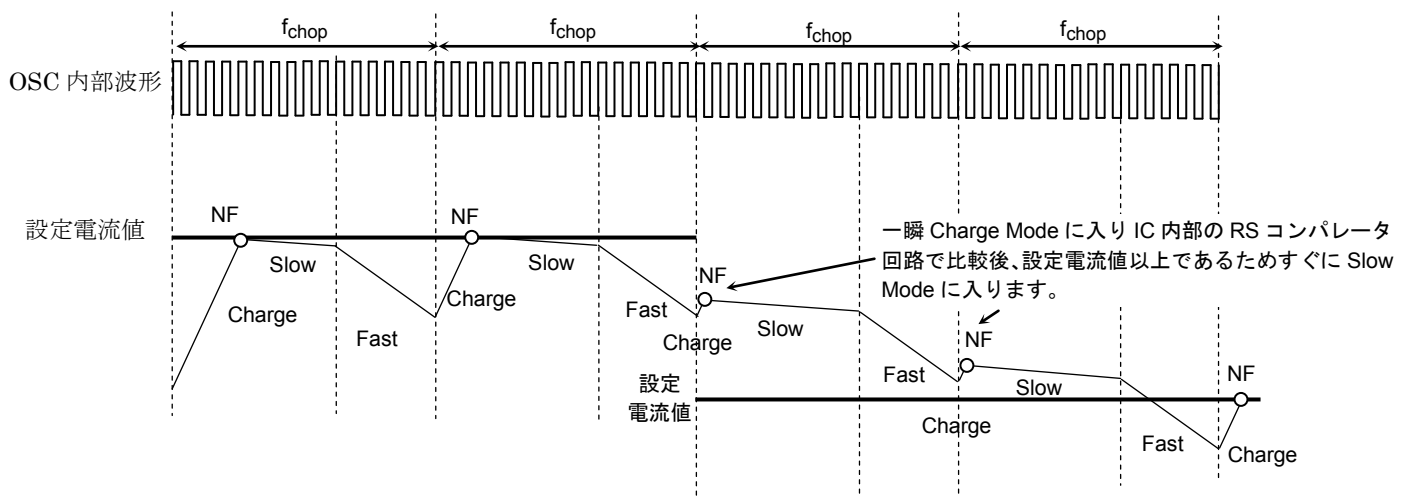 fchop
fchop
fchop
fchop
OSC 内部波形
設定電流値
NF
NF
一瞬 Charge Mode に入り IC 内部の RS コンパレータ
回路で比較後、設定電流値以上であるためすぐに Slow
Mode に入ります。
Slow
Slow
NF
Charge
Charge
Fast
Fast
Charge
Slow
NF
設定
電流値
Fast
Slow
NF
Charge
Fast
Charge